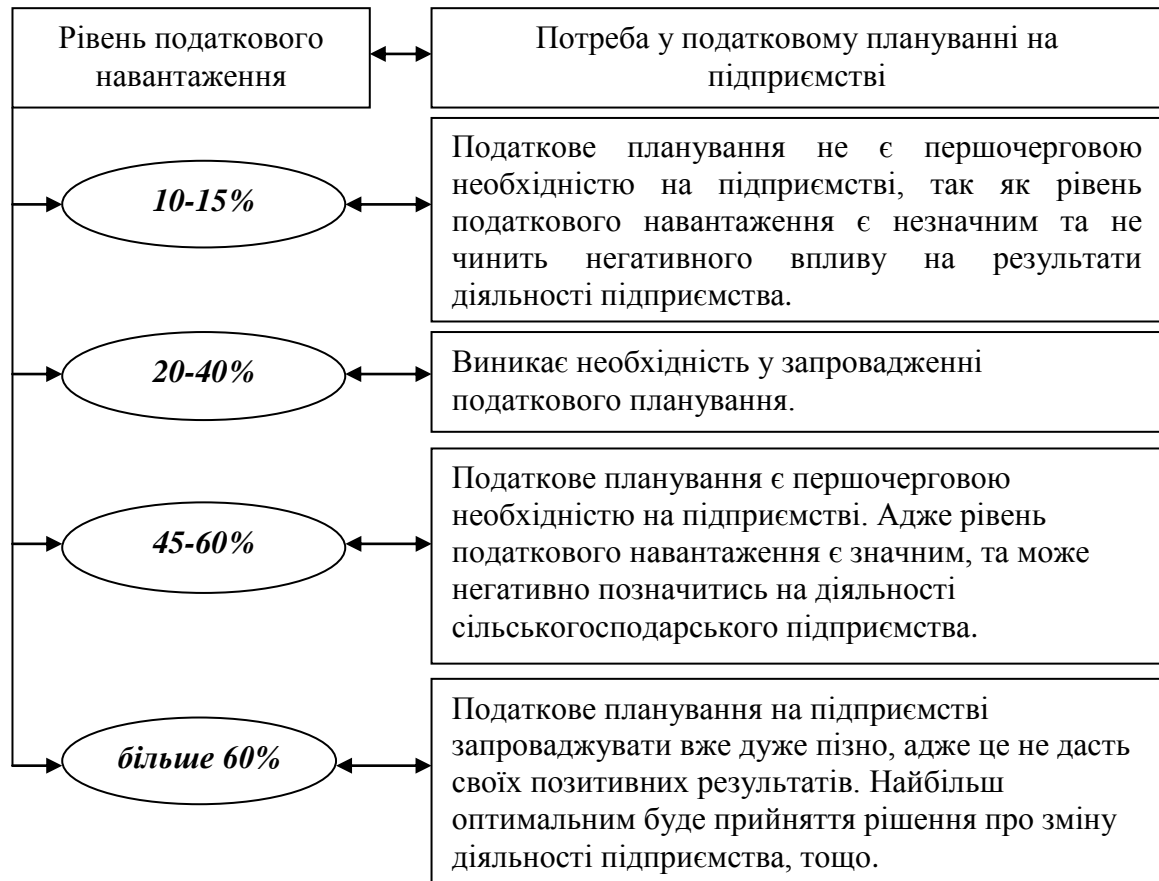 Рівень податкового
навантаження
Потреба у податковому плануванні на
підприємстві
10-15%
Податкове планування не є першочерговою
необхідністю на підприємстві, так як рівень
податкового навантаження є незначним та не
чинить негативного впливу на результати
діяльності підприємства.
20-40%
Виникає необхідність у запровадженні
податкового планування.
45-60%
Податкове планування є першочерговою
необхідністю на підприємстві. Адже рівень
податкового навантаження є значним, та може
негативно позначитись на діяльності
сільськогосподарського підприємства.
більше 60%
Податкове планування на підприємстві
запроваджувати вже дуже пізно, адже це не дасть
своїх позитивних результатів. Найбільш
оптимальним буде прийняття рішення про зміну
діяльності підприємства, тощо.